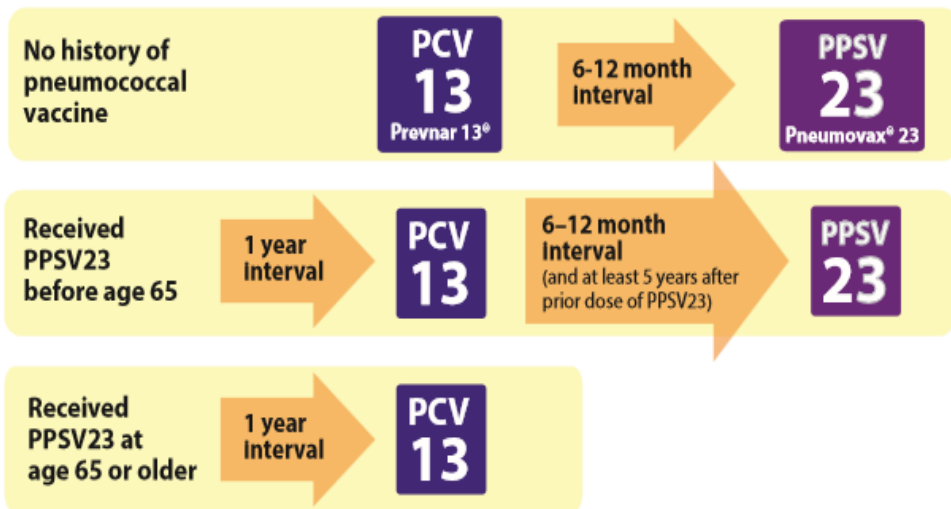 No history of
pneumococcal
vaccine
PCV
13
Prevnar 13®
6-12 month
interval
PPSV
23
Pneumovax® 23
Received
PPSV23
before age 65
1 year
interval
PCV
13
6–12 month
interval
(and at least 5 years after
prior dose of PPSV23)
PPSV
23
Received
PPSV23 at
age 65 or older
1 year
interval
PCV
13